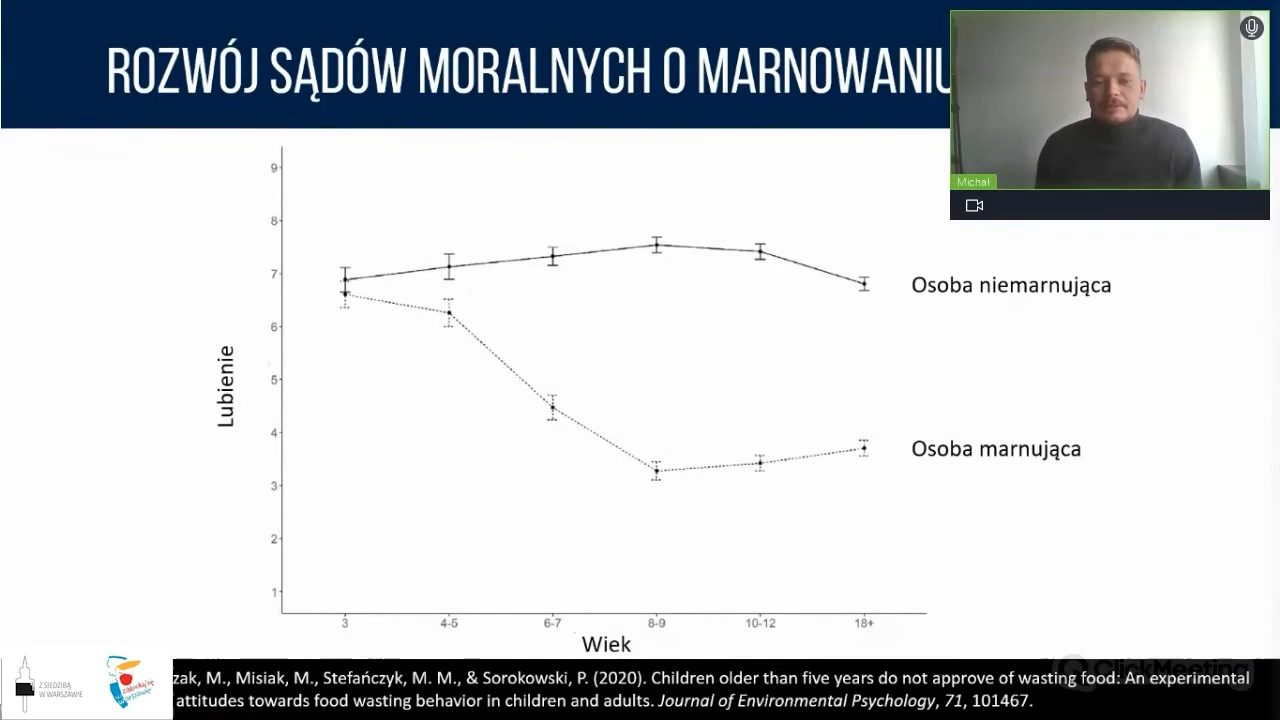 ROZWÓJ SĄDÓW MORALNYCH O MARNOWANIU
Michał
9
8
7
6
5
4
3
2
1
Lubienie
Osoba niemarnująca
Osoba marnująca
3 4-5 6-7 8-9 10-12 18+
Wiek
Z SIEDZIBĄ
W WARSZAWIE
zakochaj się
w Warszawie
ClickMeeting
zak, M., Misiak, M., Stefańczyk, M. M., & Sorokowski, P. (2020). Children older than five years do not approve of wasting food: An experimental
attitudes towards food wasting behavior in children and adults. Journal of Environmental Psychology, 71, 101467.